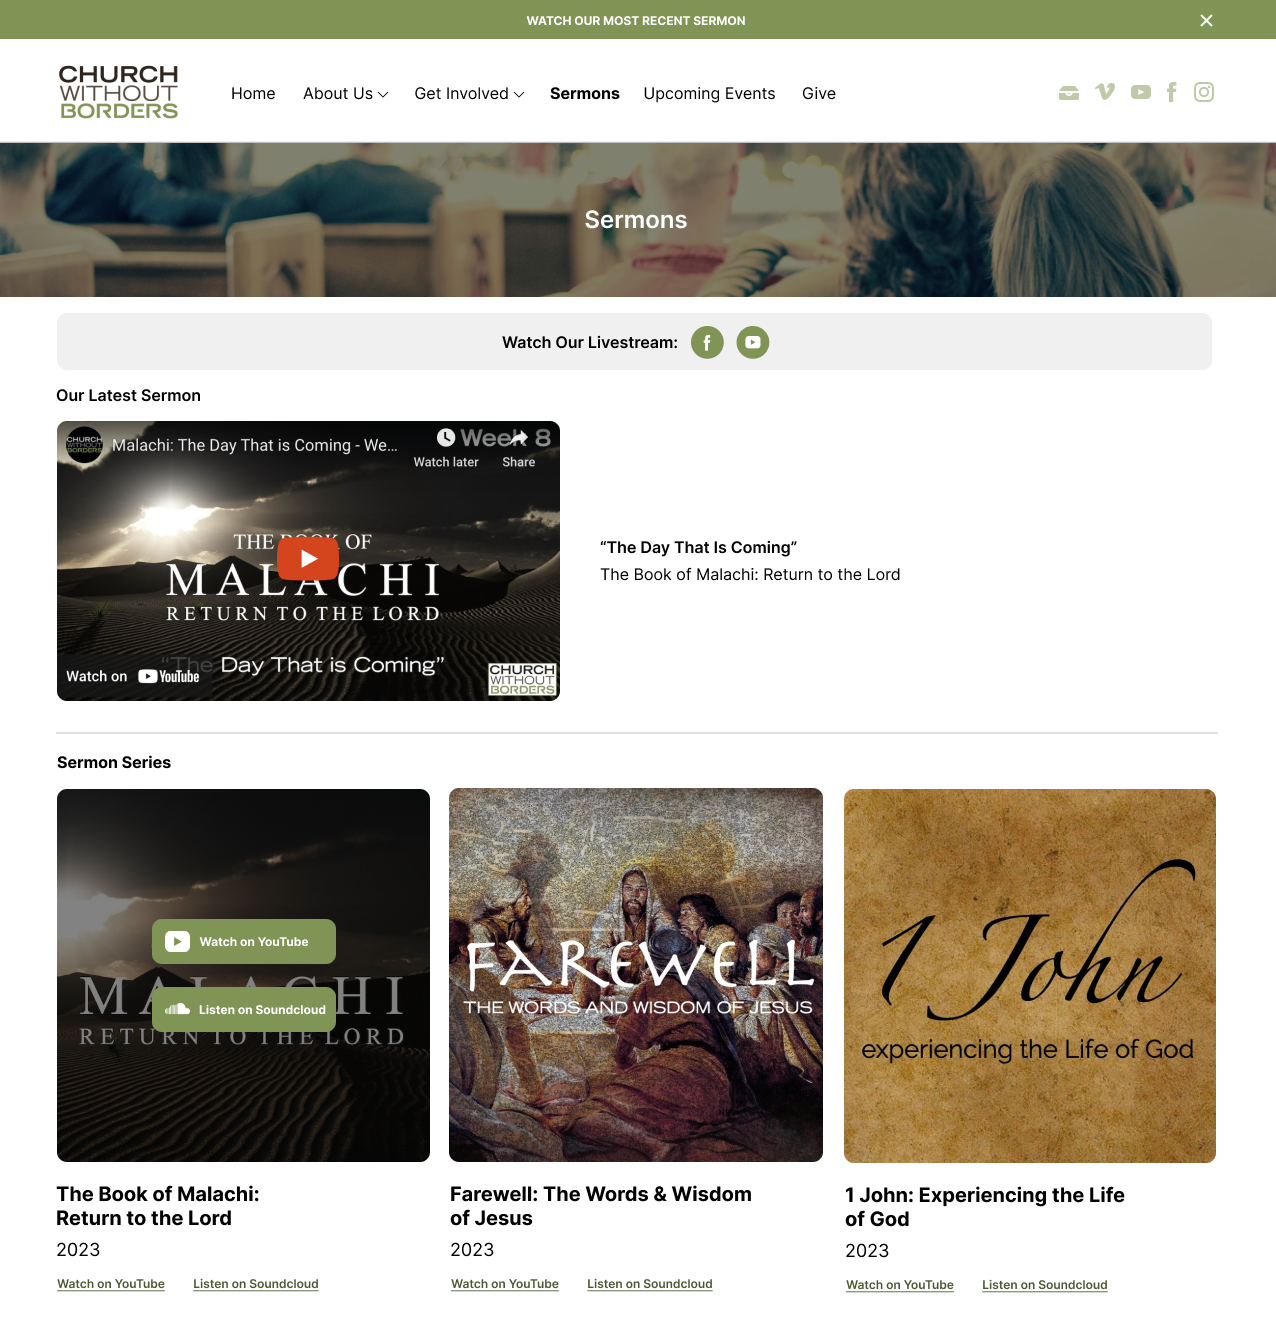 WATCH OUR MOST RECENT SERMON
CHURCH
WITHOUT
BORDERS
Home About Us Get Involved Sermons Upcoming Events Give
Sermons
Watch Our Livestream:
Our Latest Sermon
CHURCH
WITHOUT
BORDERS
Malachi: The Day That is Coming - We...
Week 8
Watch later Share
THE BOOK OF
MALACHI
RETURN TO THE LORD
“The Day That is Coming”
Watch on YouTube
CHURCH
WITHOUT
BORDERS
“The Day That Is Coming”
The Book of Malachi: Return to the Lord
Sermon Series
Watch on YouTube
MALACHI
Listen on Soundcloud
RETURN TO THE LORD
The Book of Malachi:
Return to the Lord
2023
Watch on YouTube Listen on Soundcloud
FAREWELL
THE WORDS AND WISDOM OF JESUS
Farewell: The Words & Wisdom
of Jesus
2023
Watch on YouTube Listen on Soundcloud
1 John
experiencing the Life of God
1 John: Experiencing the Life
of God
2023
Watch on YouTube Listen on Soundcloud